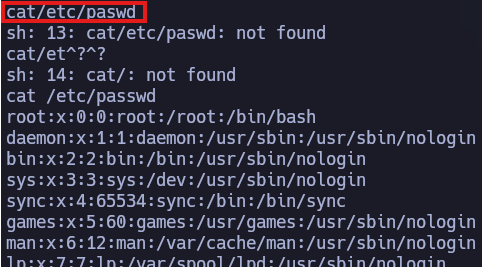 cat/etc/paswd
sh: 13: cat/etc/paswd: not found
cat/et^?^?
sh: 14: cat/: not found
cat /etc/passwd
root:x:0:0:root:/root:/bin/bash
daemon:x:1:1:daemon:/usr/sbin:/usr/sbin/nologin
bin:x:2:2:bin:/bin:/usr/sbin/nologin
sys:x:3:3:sys:/dev:/usr/sbin/nologin
sync:x:4:65534:sync:/bin:/bin/sync
games:x:5:60:games:/usr/games:/usr/sbin/nologin
man:x:6:12:man:/var/cache/man:/usr/sbin/nologin
lp:x:7:7:lp:/var/spool/lpd:/usr/sbin/nologin